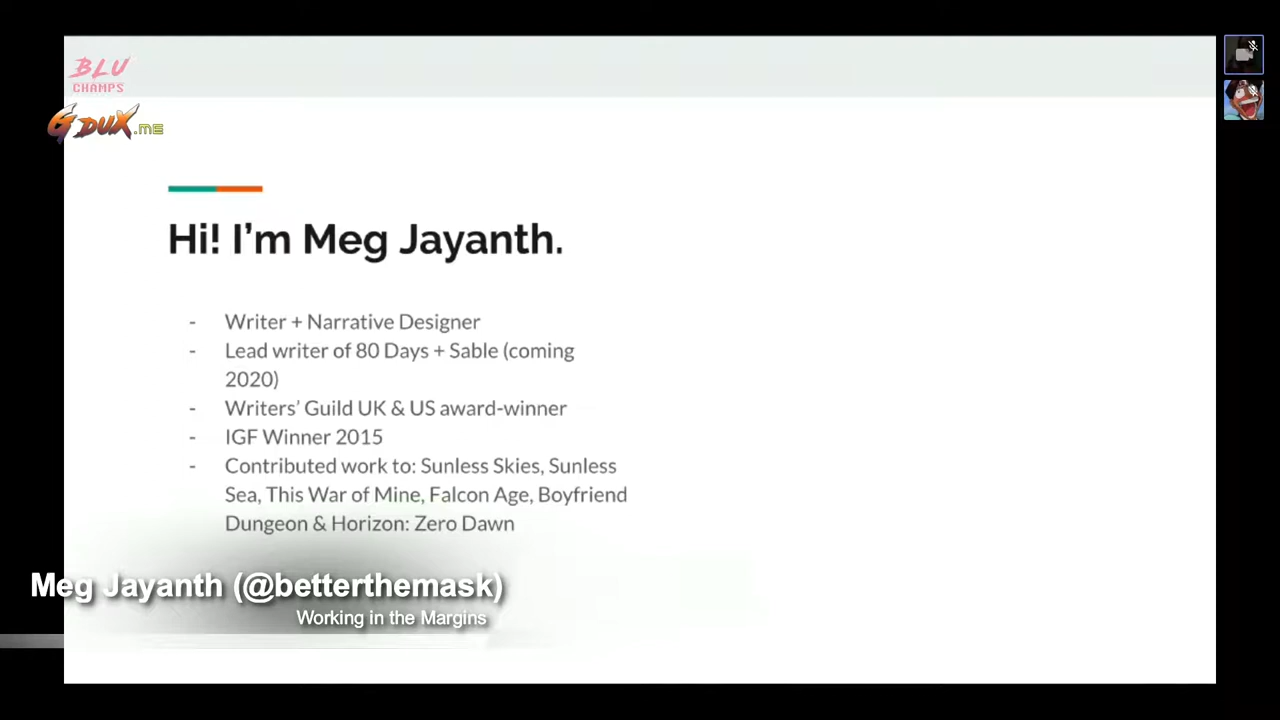 BLU
CHAMPS
G DUX.ME
Hi! I'm Meg Jayanth.
- Writer + Narrative Designer
- Lead writer of 80 Days + Sable (coming
2020)
- Writers' Guild UK & US award-winner
- IGF Winner 2015
- Contributed work to: Sunless Skies, Sunless
Sea, This War of Mine, Falcon Age, Boyfriend
Dungeon & Horizon: Zero Dawn
Meg Jayanth (@betterthemask)
Working in the Margins